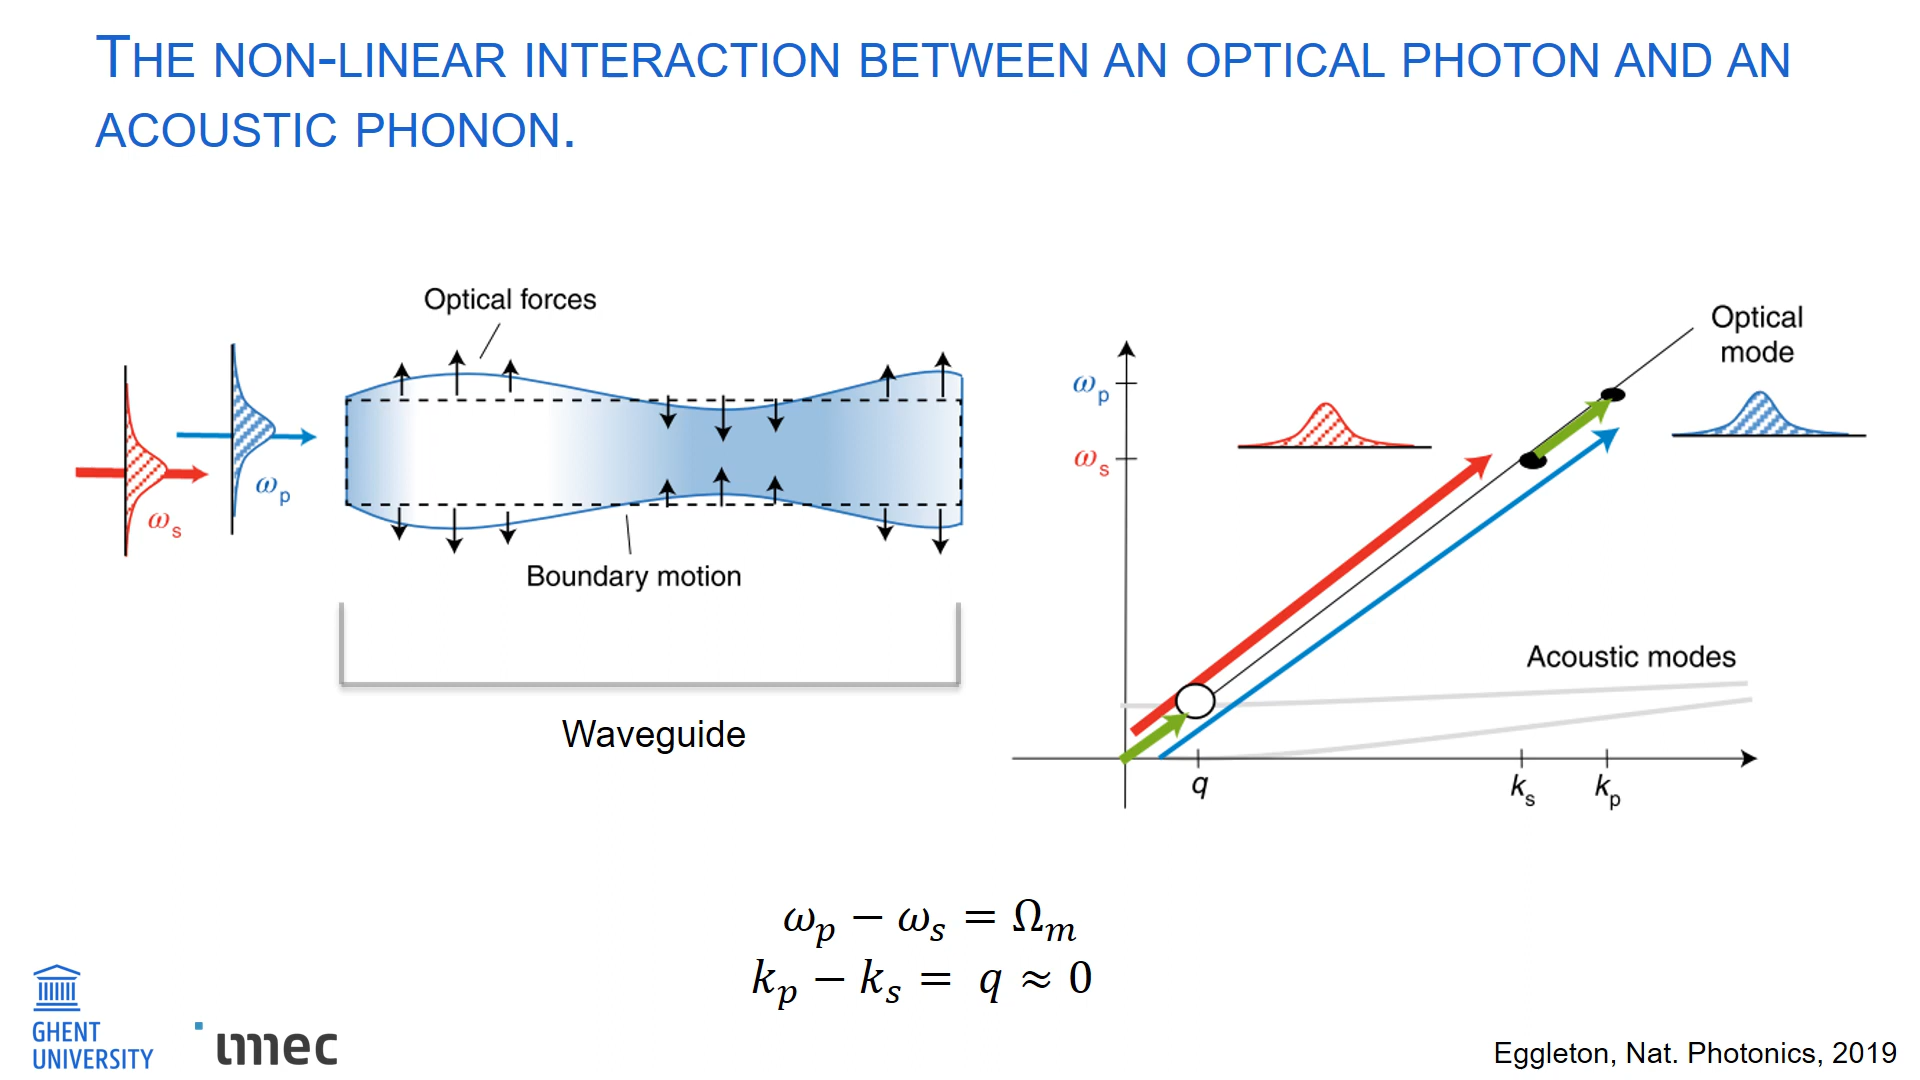 THE NON-LINEAR INTERACTION BETWEEN AN OPTICAL PHOTON AND AN
ACOUSTIC PHONON.
Optical forces
ωp
ωs
Boundary motion
Waveguide
Optical
mode
ωp
ωs
Acoustic modes
q
ks
kp
ωp − ωs = Ωm
kp − ks = q ≈ 0
GHENT
UNIVERSITY
imec
Eggleton, Nat. Photonics, 2019